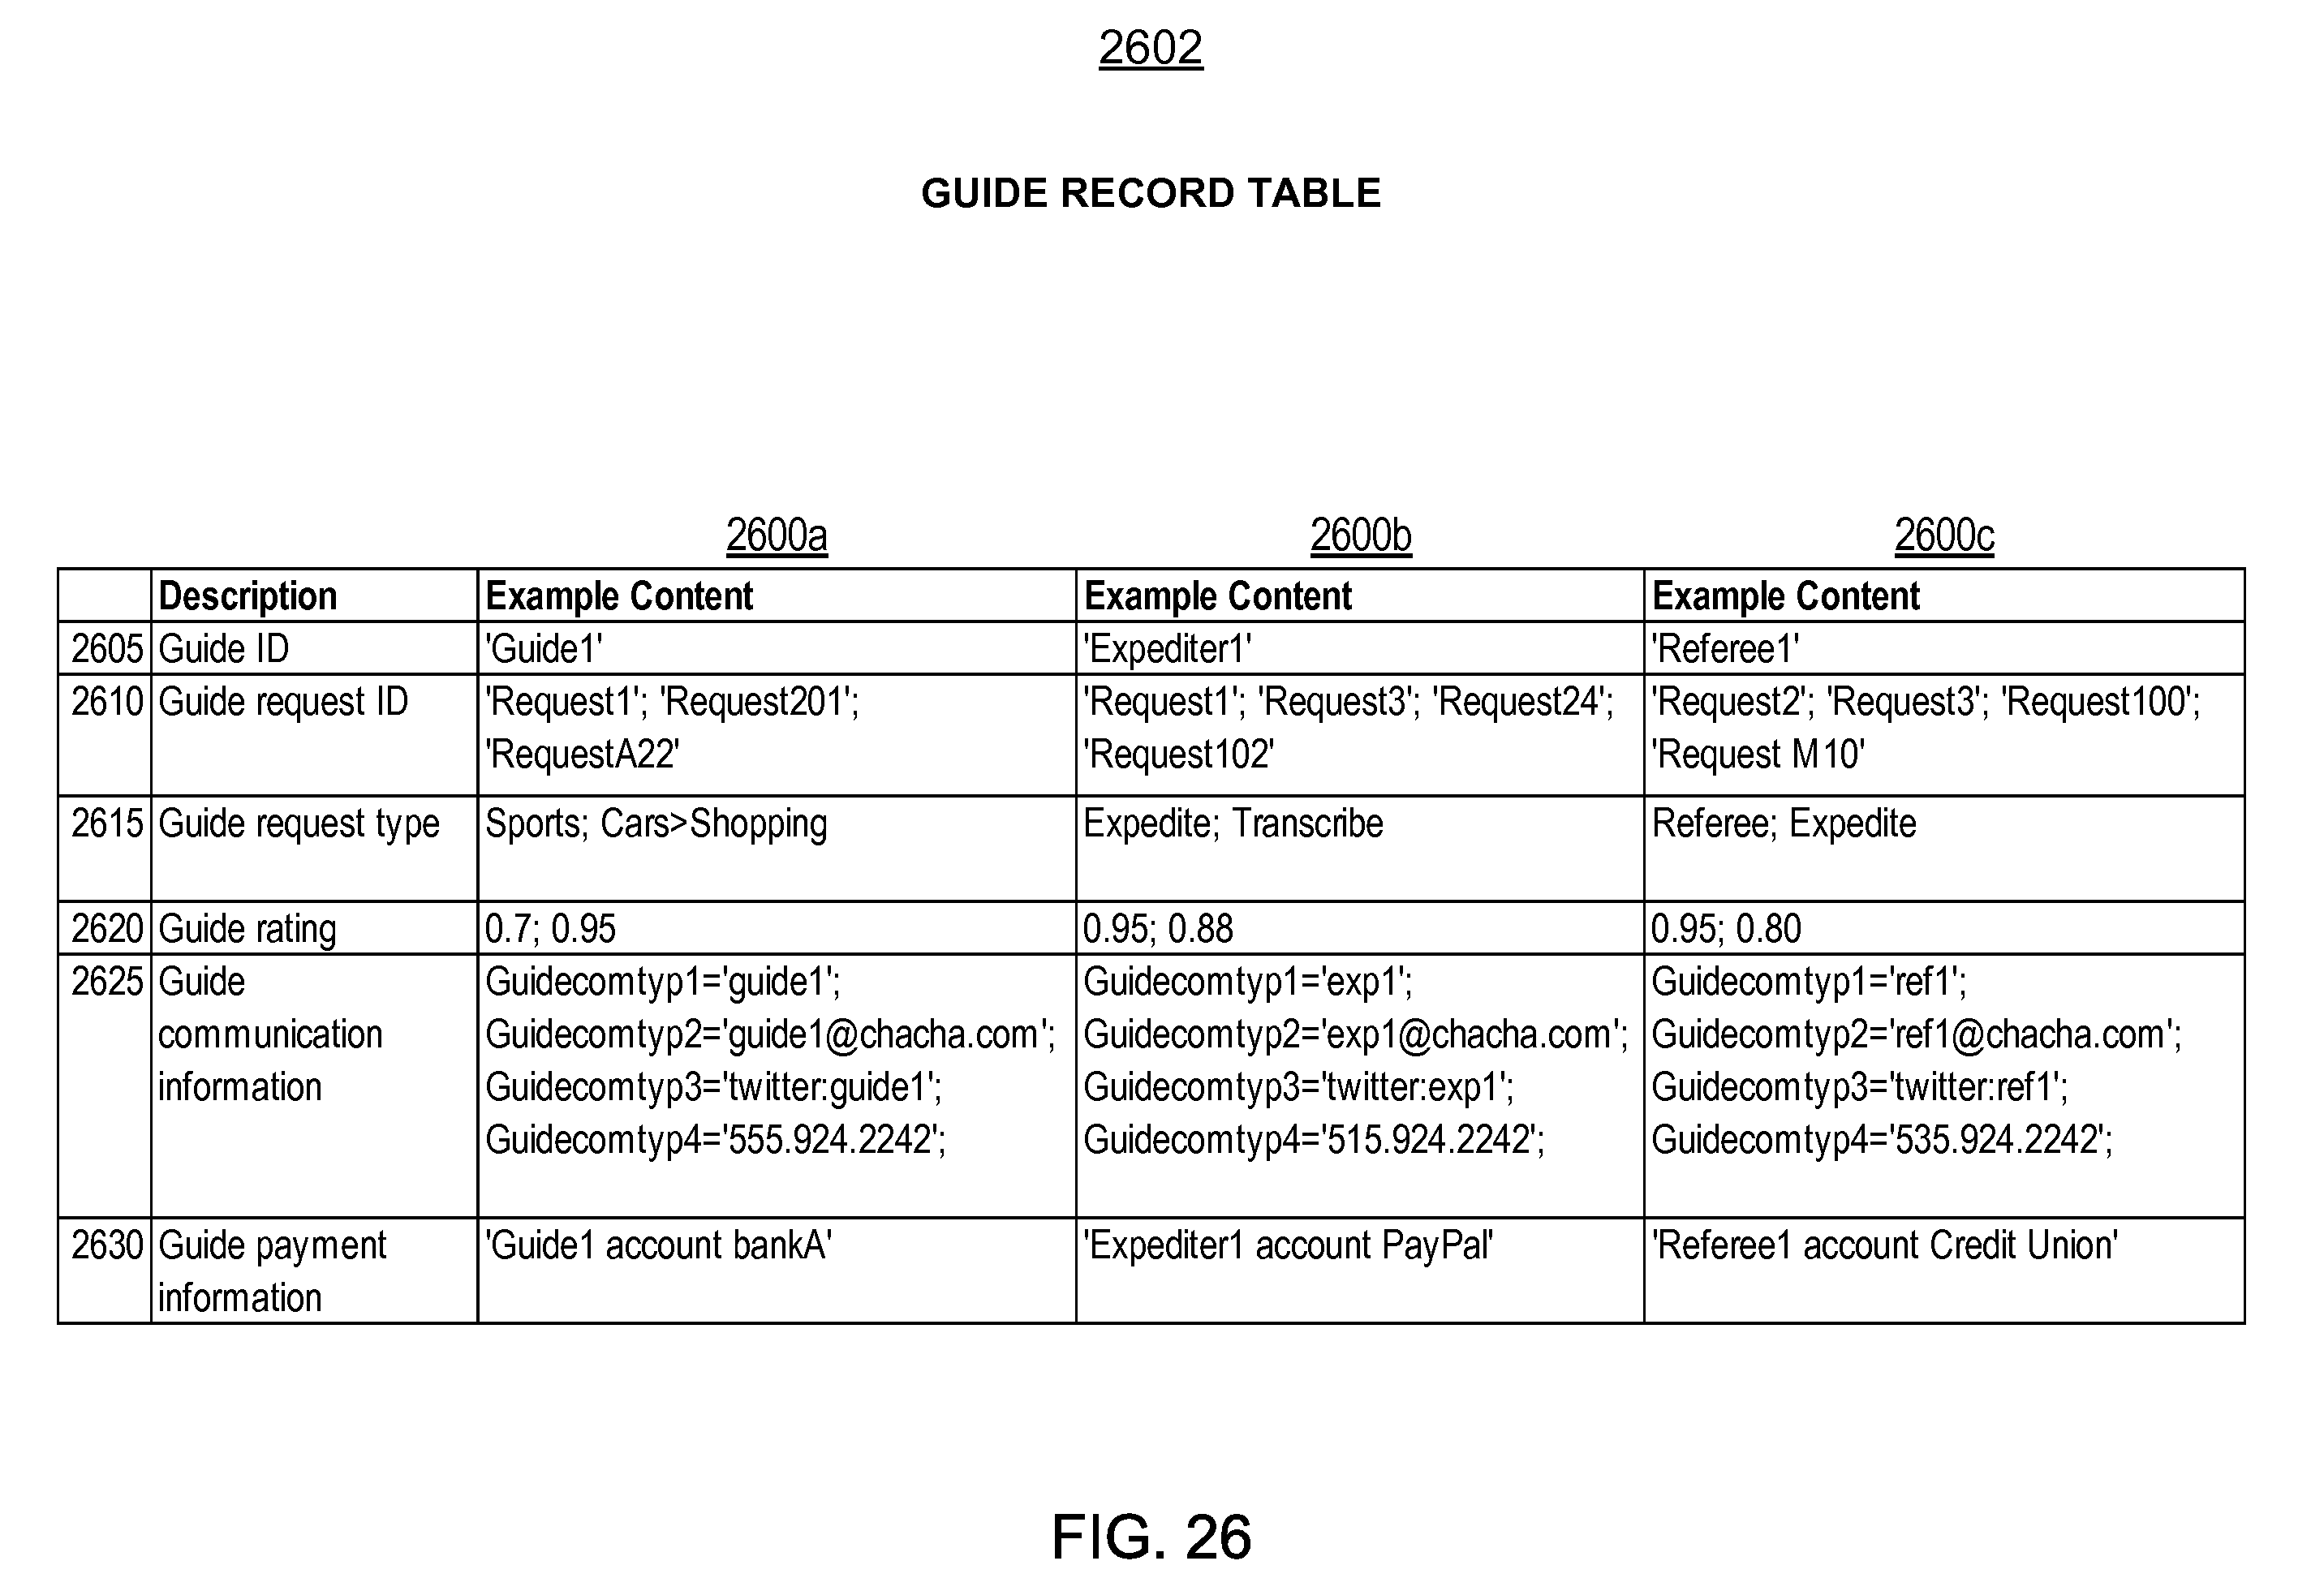 2602
GUIDE RECORD TABLE
2600a 2600b 2600c
Description Example Content Example Content Example Content
2605 Guide ID 'Guide1' 'Expediter1' 'Referee1'
2610 Guide request ID 'Request1'; 'Request201'; 'Request1'; 'Request3'; 'Request24'; 'Request2'; 'Request3'; 'Request100';
'RequestA22' 'Request102' 'Request M10'
2615 Guide request type Sports; Cars>Shopping Expedite; Transcribe Referee; Expedite
2620 Guide rating 0.7; 0.95 0.95; 0.88 0.95; 0.80
2625 Guide Guidecomtyp1='guide1'; Guidecomtyp1='exp1'; Guidecomtyp1='ref1';
communication Guidecomtyp2='guide1@chacha.com'; Guidecomtyp2='exp1@chacha.com'; Guidecomtyp2='ref1@chacha.com';
information Guidecomtyp3='twitter:guide1'; Guidecomtyp3='twitter:exp1'; Guidecomtyp3='twitter:ref1';
Guidecomtyp4='555.924.2242'; Guidecomtyp4='515.924.2242'; Guidecomtyp4='535.924.2242';
2630 Guide payment 'Guide1 account bankA' 'Expediter1 account PayPal' 'Referee1 account Credit Union'
information
FIG. 26